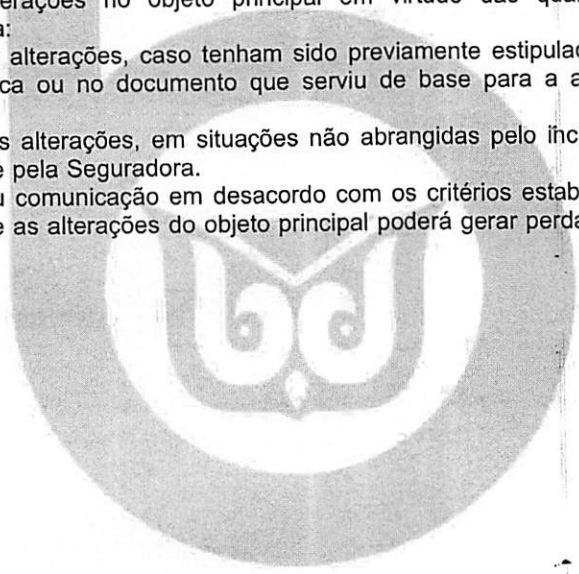 erações no objeto principal em virtude das qua
a:
alterações, caso tenham sido previamente estipulad
ca ou no documento que serviu de base para a a
s alterações, em situações não abrangidas pelo inc
e pela Seguradora.
u comunicação em desacordo com os critérios estab
e as alterações do objeto principal poderá gerar perda